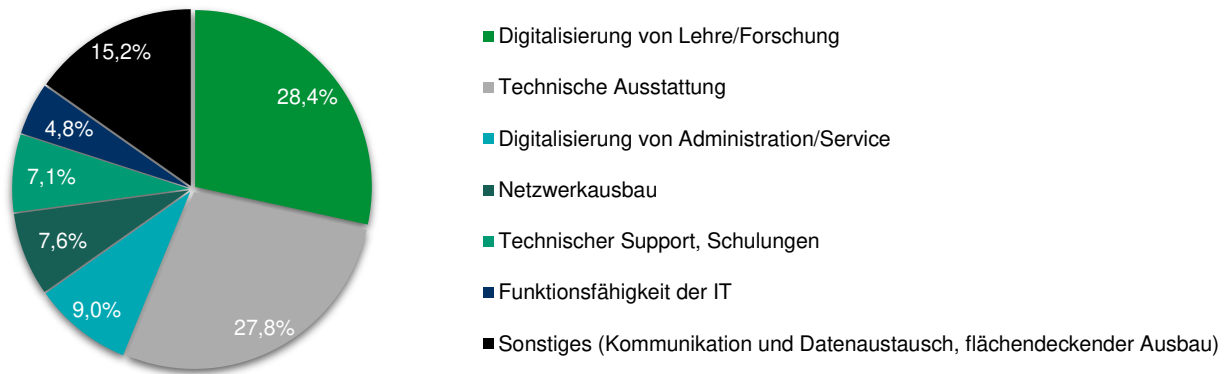 15,2%
28,4%
4,8%
7,1%
7,6%
9,0%
27,8%
Digitalisierung von Lehre/Forschung
Technische Ausstattung
Digitalisierung von Administration/Service
Netzwerkausbau
Technischer Support, Schulungen
Funktionsfähigkeit der IT
Sonstiges (Kommunikation und Datenaustausch, flächendeckender Ausbau)